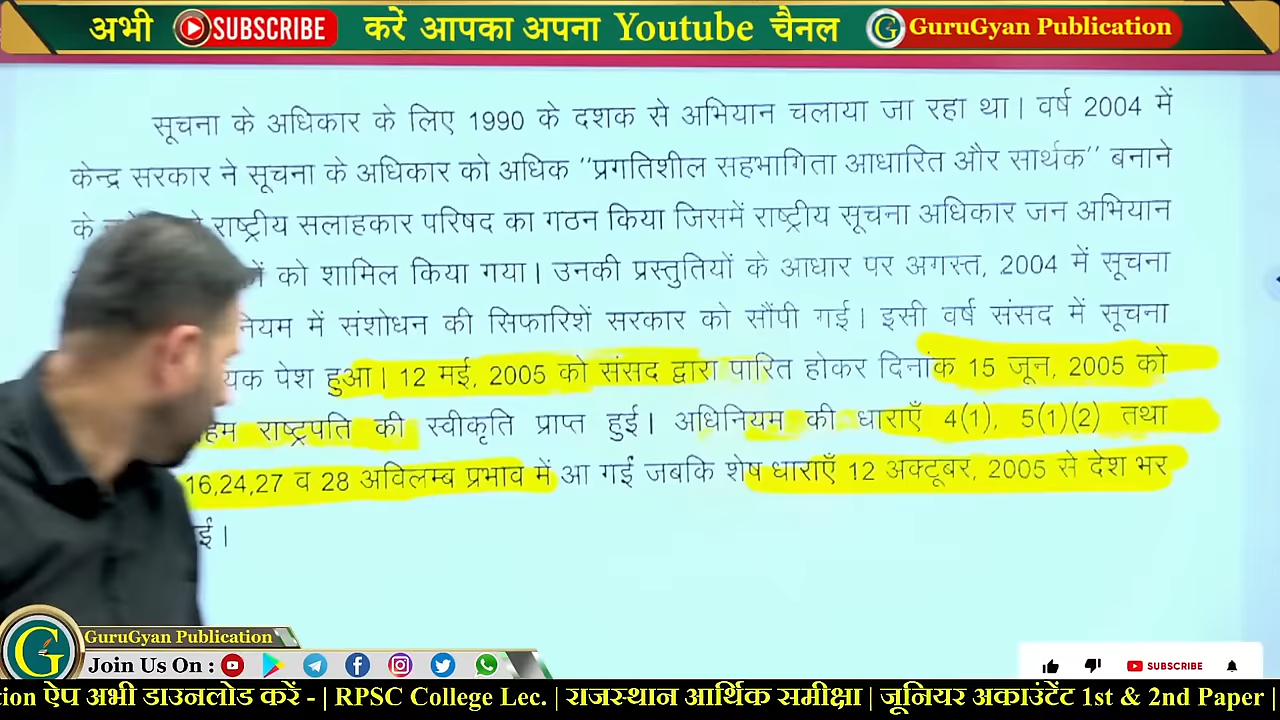 अभी SUBSCRIBE करें आपका अपना Youtube चैनल GuruGyan Publication
सूचना के अधिकार के लिए 1990 के दशक से अभियान चलाया जा रहा था। वर्ष 2004 में
केन्द्र सरकार ने सूचना के अधिकार को अधिक ''प्रगतिशील सहभागिता आधारित और सार्थक'' बनाने
के राष्ट्रीय सलाहकार परिषद का गठन किया जिसमें राष्ट्रीय सूचना अधिकार जन अभियान
को शामिल किया गया। उनकी प्रस्तुतियों के आधार पर अगस्त, 2004 में सूचना
नियम में संशोधन की सिफारिशें सरकार को सौंपी गई। इसी वर्ष संसद में सूचना
यक पेश हुआ। 12 मई, 2005 को संसद द्वारा पारित होकर दिनांक 15 जून, 2005 को
हिम राष्ट्रपति की स्वीकृति प्राप्त हुई। अधिनियम की धाराएँ 4(1), 5(1)(2) तथा
16,24,27 व 28 अविलम्ब प्रभाव में आ गईं जबकि शेष धाराएँ 12 अक्टूबर, 2005 से देश भर
ई।
G
GuruGyan Publication
Join Us On :
SUBSCRIBE
tion ऐप अभी डाउनलोड करें - | RPSC College Lec. | राजस्थान आर्थिक समीक्षा | जूनियर अकाउंटेंट 1st & 2nd Paper |